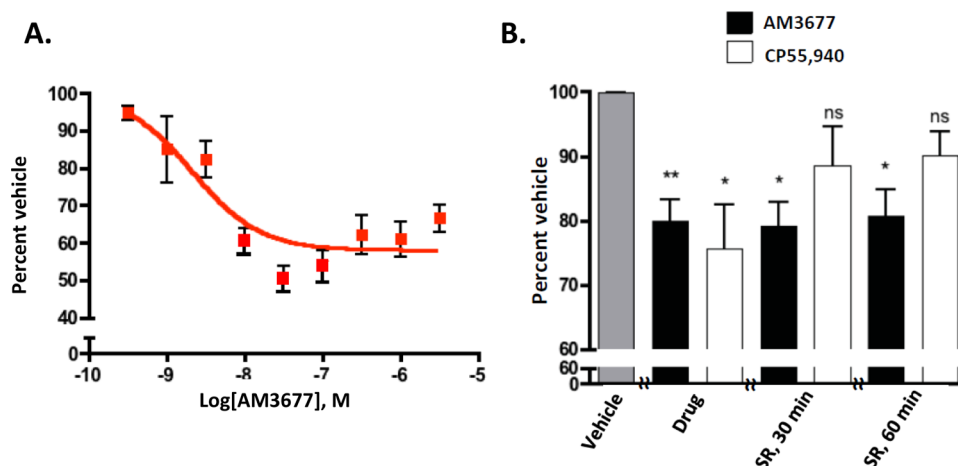 A.
B.
AM3677
CP55,940
Percent vehicle
100
90
80
70
60
50
40
0
-10
-9
-8
-7
-6
-5
Log[AM3677], M
Percent vehicle
100
90
80
70
60
60
0
**
*
*
ns
*
ns
Vehicle
Drug
SR, 30 min
SR, 60 min